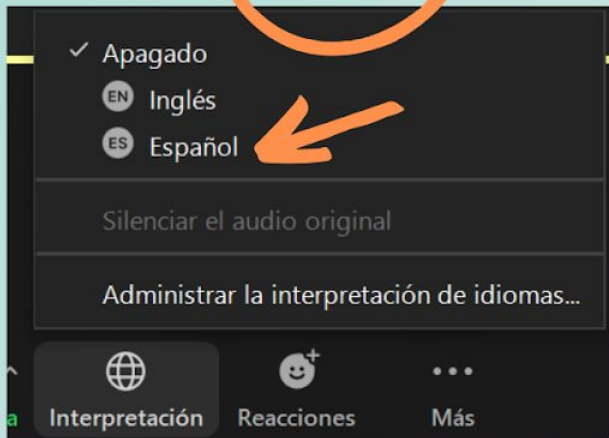 Apagado
EN Inglés
ES Español
Silenciar el audio original
Administrar la interpretación de idiomas...
a Interpretación Reacciones Más